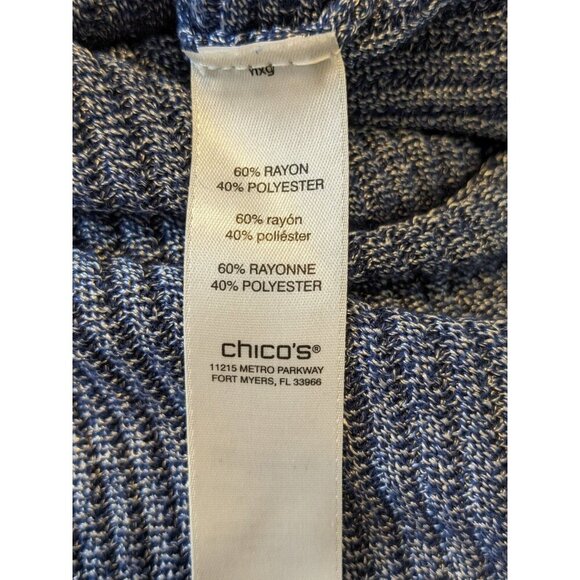 60% RAYON
40% POLYESTER
60% rayón
40% poliéster
60% RAYONNE
40% POLYESTER
chico's®
11215 METRO PARKWAY
FORT MYERS, FL 33966